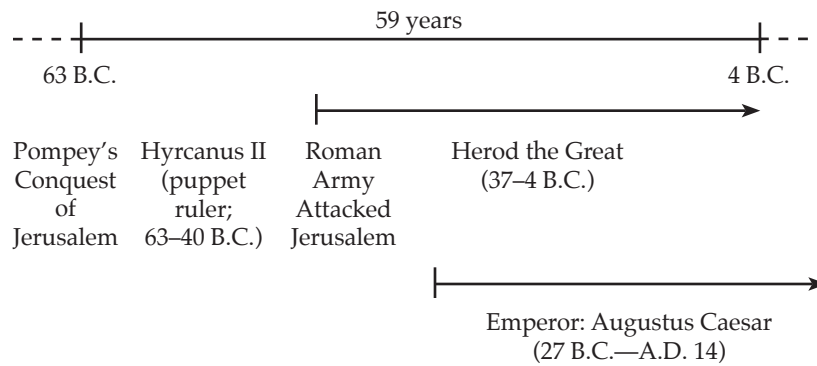 59 years
63 B.C.
4 B.C.
Pompey's
Conquest
of
Jerusalem
Hyrcanus II
(puppet
ruler;
63–40 B.C.)
Roman
Army
Attacked
Jerusalem
Herod the Great
(37–4 B.C.)
Emperor: Augustus Caesar
(27 B.C.—A.D. 14)